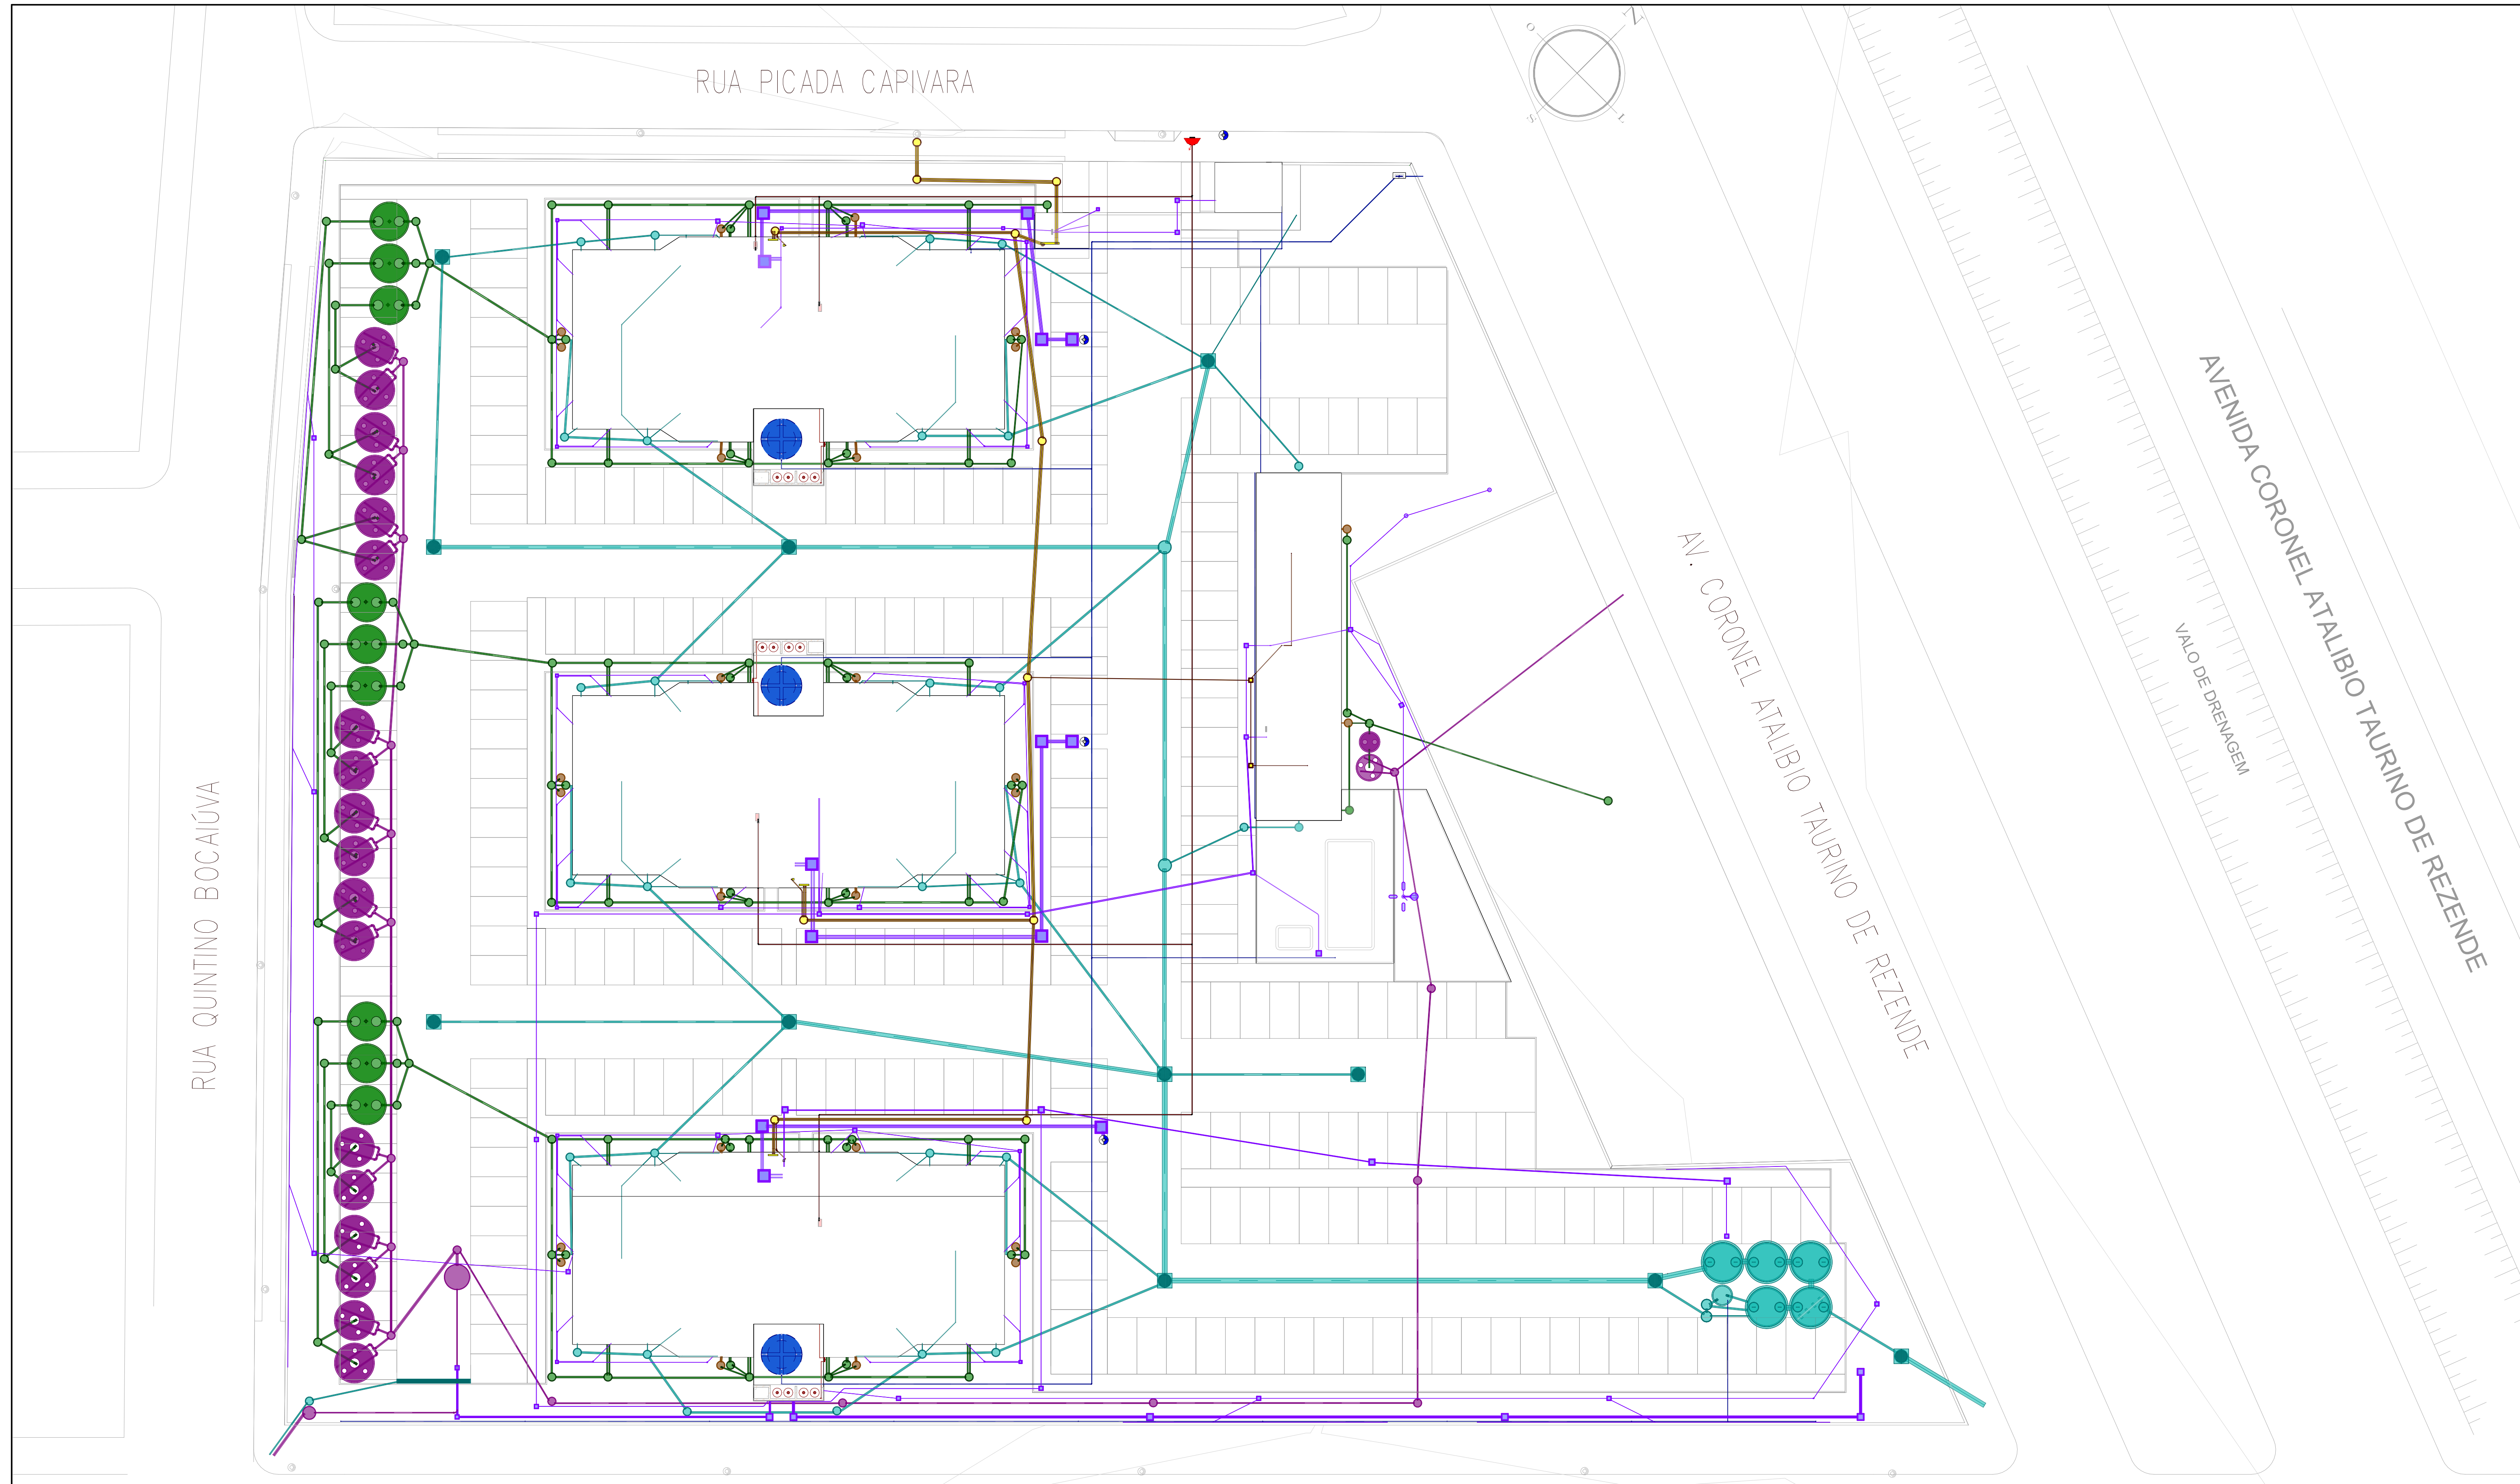 RUA PICADA CAPIVARA
N
O
S
L
AVENIDA CORONEL ATALIBIO TAURINO DE REZENDE
AV. CORONEL ATALIBIO TAURINO DE REZENDE
VALO DE DRENAGEM
RUA QUINTINO BOCAIÚVA